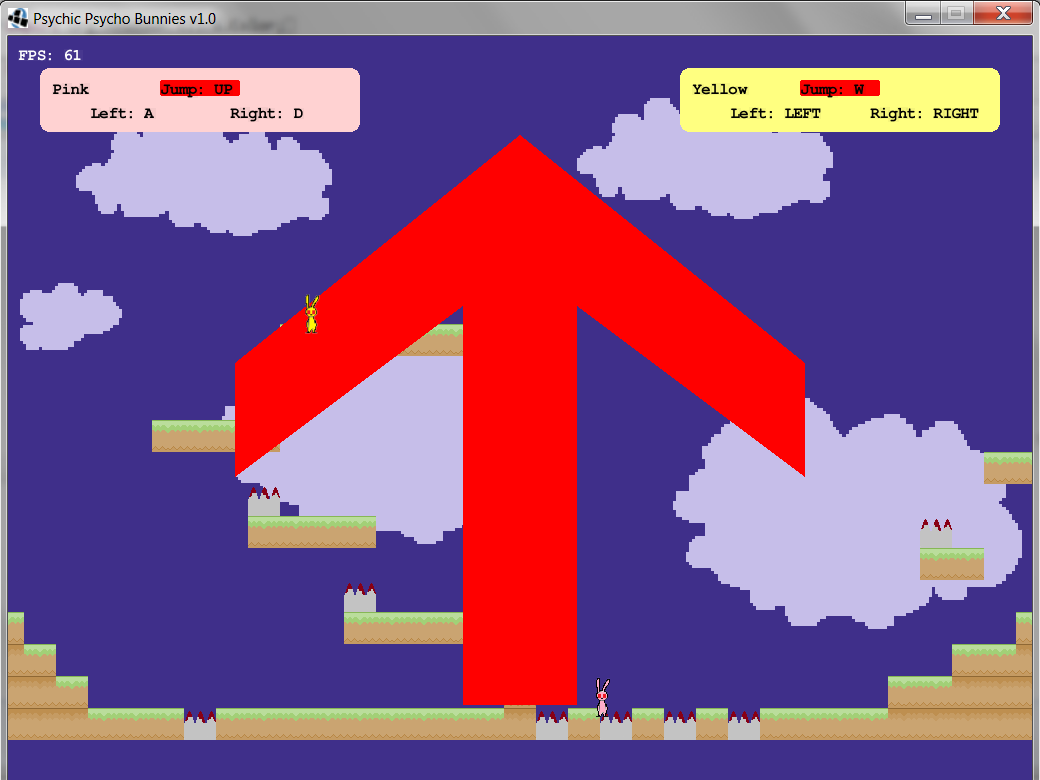 Psychic Psycho Bunnies v1.0
FPS: 61
Pink Jump: UP
Left: A Right: D
Yellow Jump: W
Left: LEFT Right: RIGHT